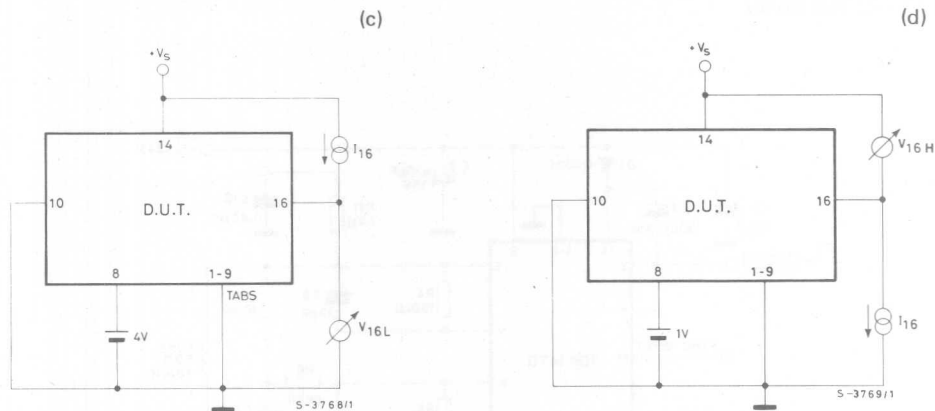 (c)
+Vs
14
I16
10
D.U.T.
16
8
1-9
TABS
4V
V16L
S-3768/1
(d)
+Vs
14
V16H
10
D.U.T.
16
8
1-9
1V
I16
S-3769/1